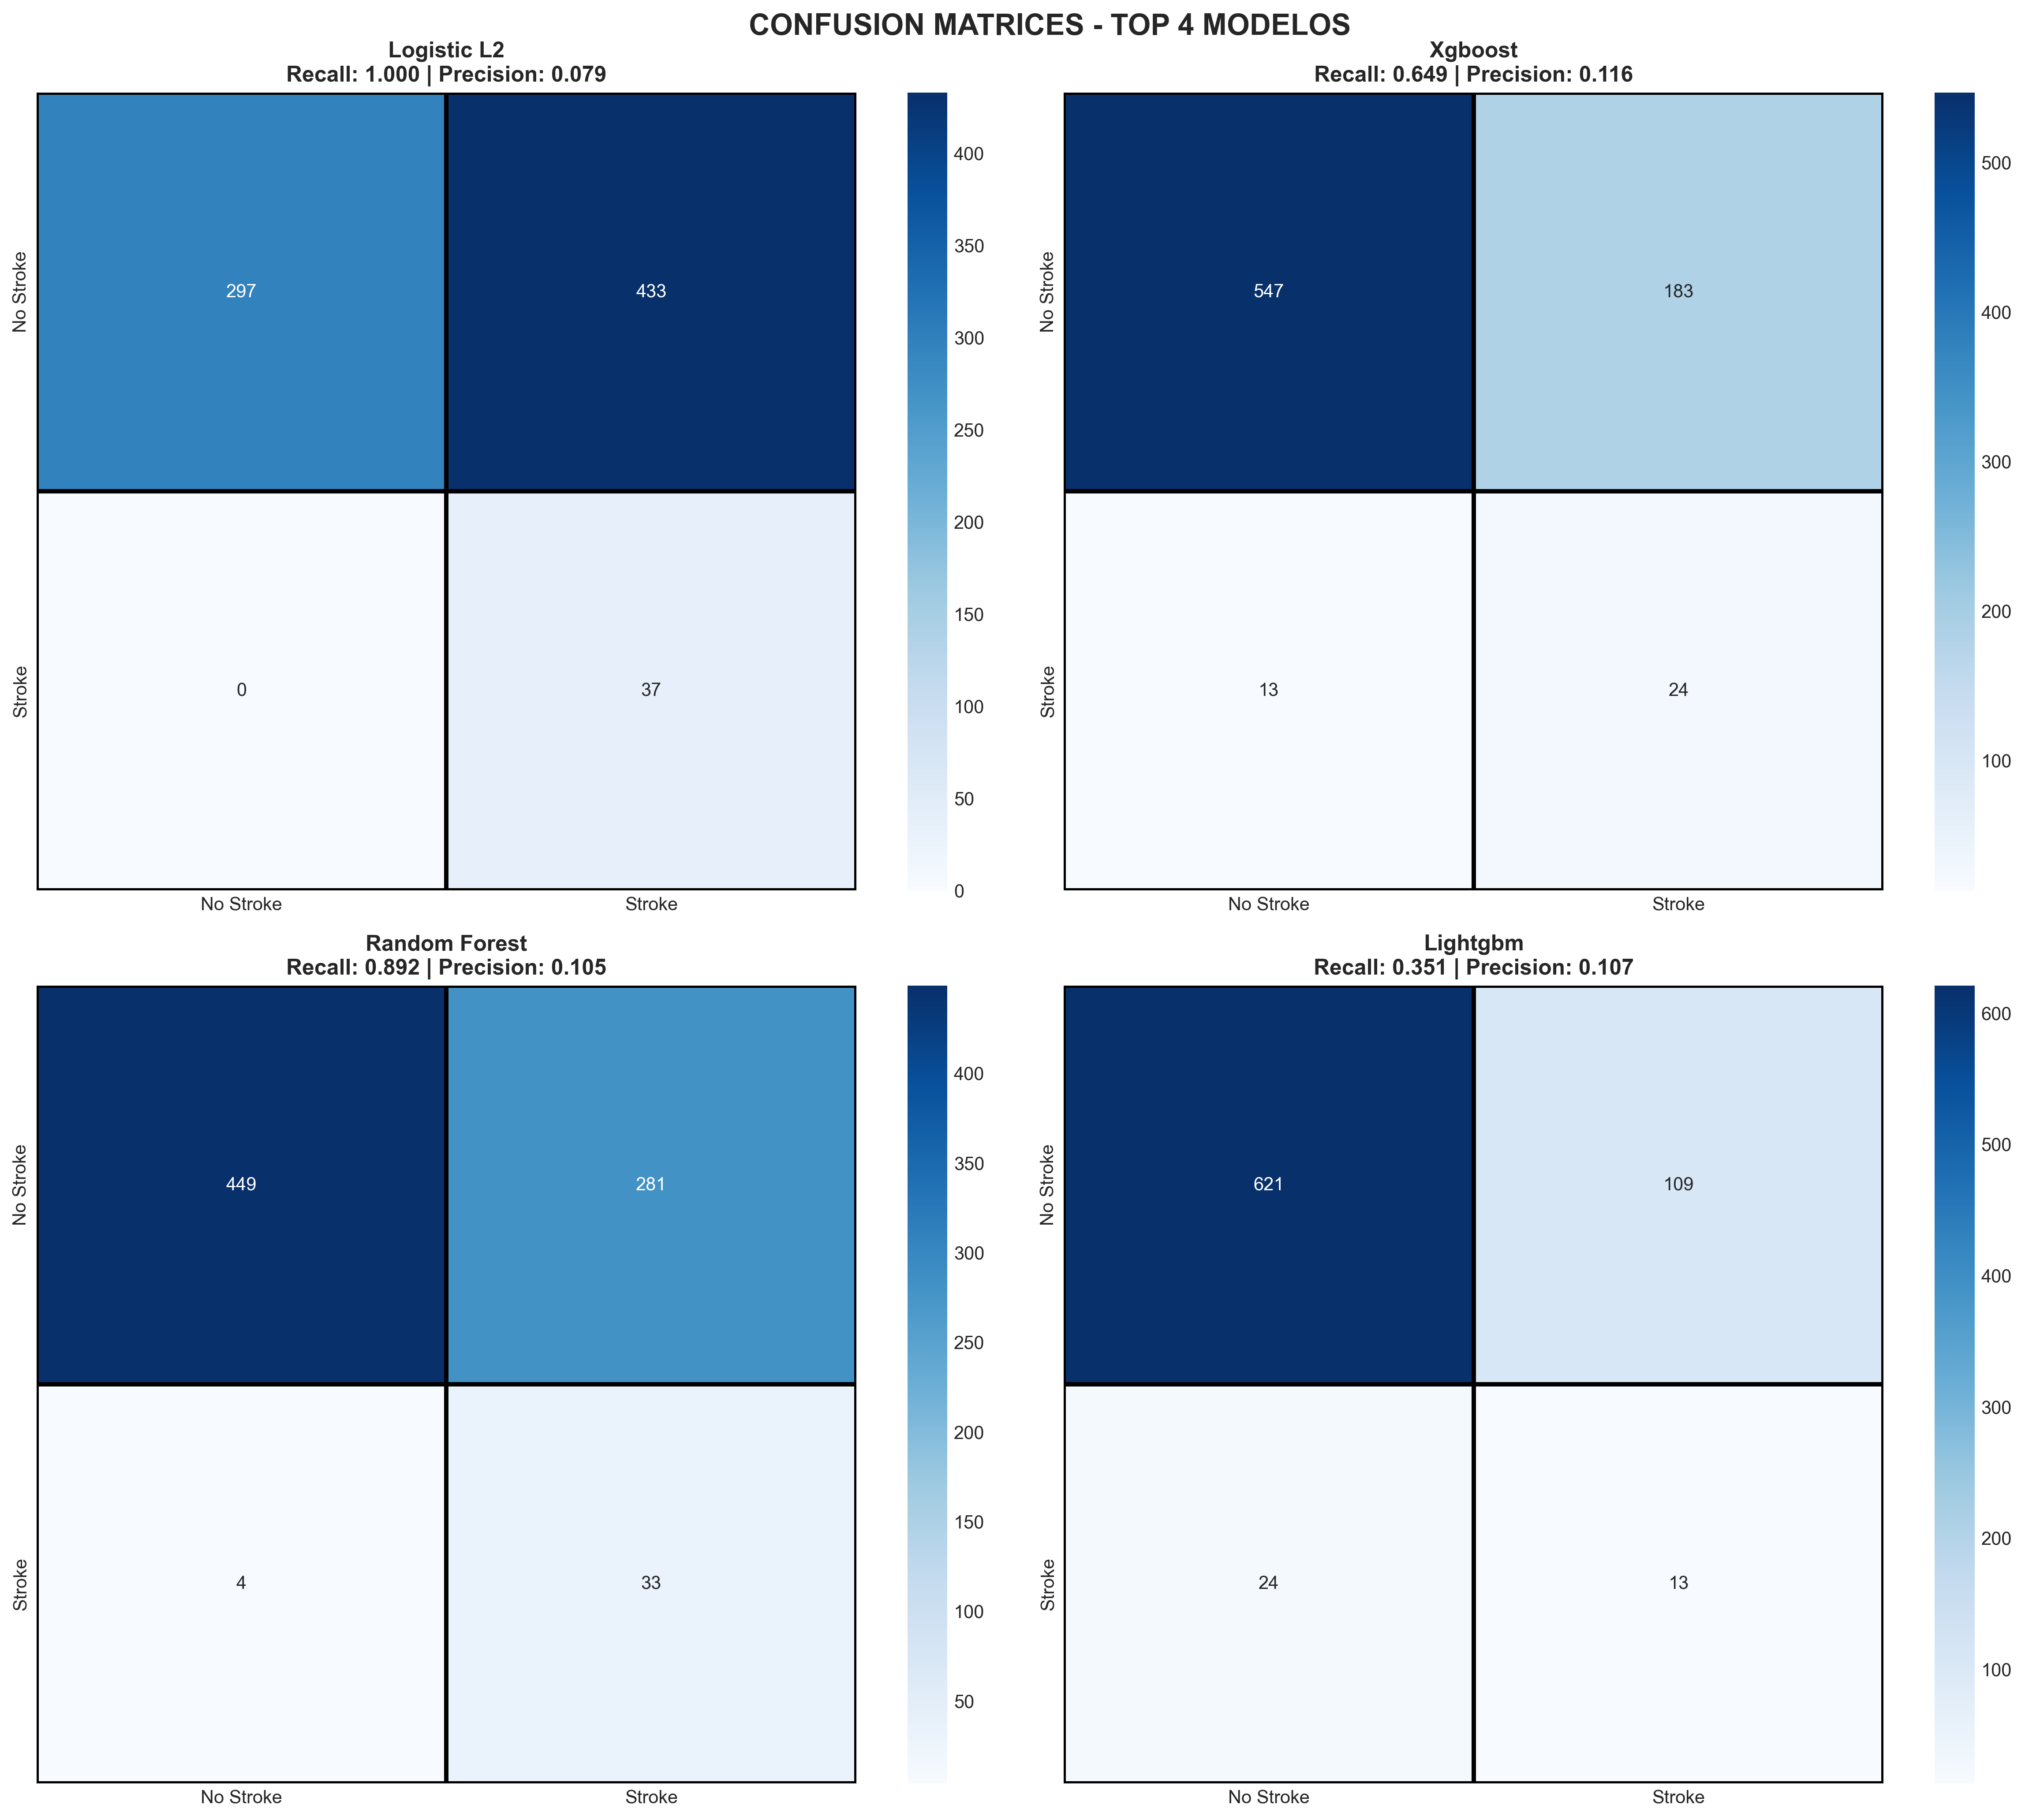 CONFUSION MATRICES - TOP 4 MODELOS
Logistic L2
Recall: 1.000 | Precision: 0.079
No Stroke
297
433
Stroke
0
37
No Stroke
Stroke
400
350
300
250
200
150
100
50
0
Xgboost
Recall: 0.649 | Precision: 0.116
No Stroke
547
183
Stroke
13
24
No Stroke
Stroke
500
400
300
200
100
Random Forest
Recall: 0.892 | Precision: 0.105
No Stroke
449
281
Stroke
4
33
No Stroke
Stroke
400
350
300
250
200
150
100
50
Lightgbm
Recall: 0.351 | Precision: 0.107
No Stroke
621
109
Stroke
24
13
No Stroke
Stroke
600
500
400
300
200
100